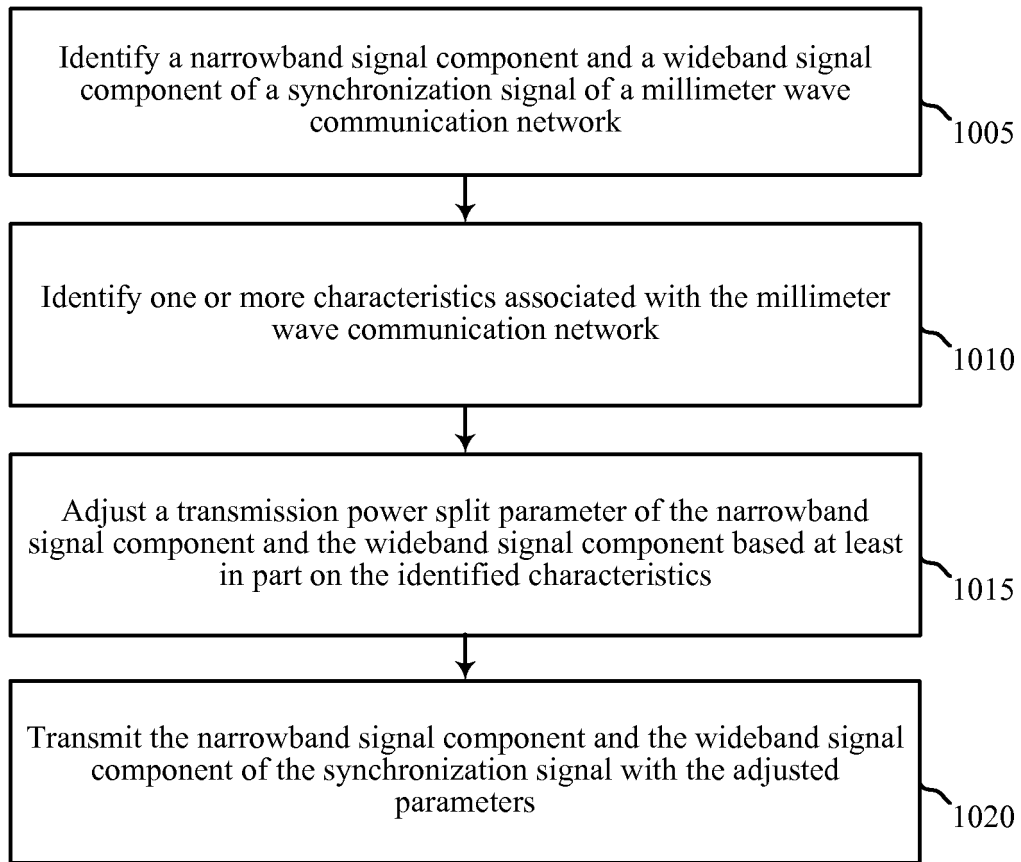 Identify a narrowband signal component and a wideband signal
component of a synchronization signal of a millimeter wave
communication network
1005
Identify one or more characteristics associated with the millimeter
wave communication network
1010
Adjust a transmission power split parameter of the narrowband
signal component and the wideband signal component based at least
in part on the identified characteristics
1015
Transmit the narrowband signal component and the wideband signal
component of the synchronization signal with the adjusted
parameters
1020